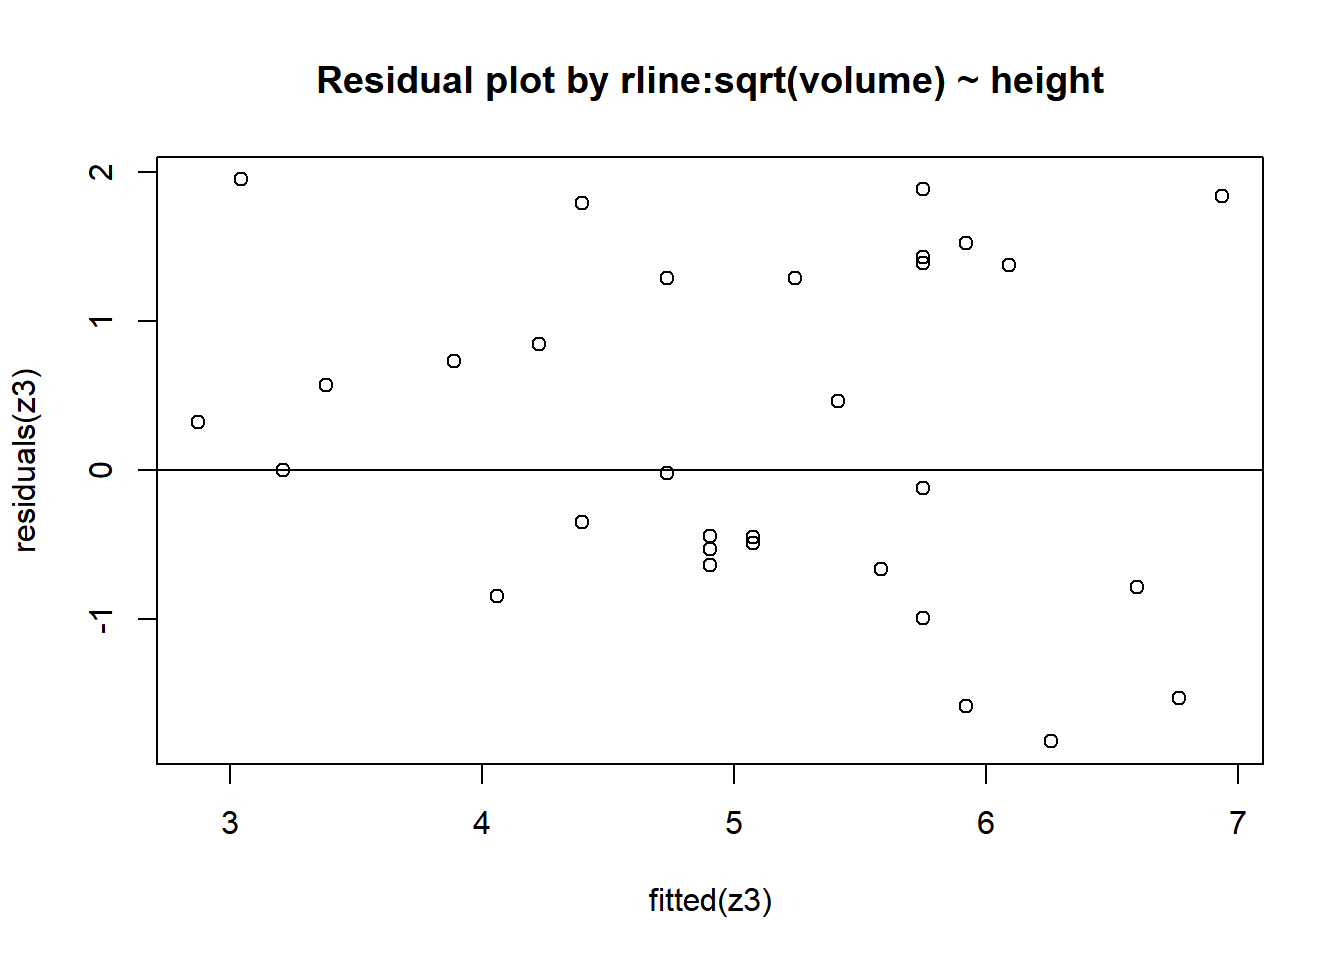 Residual plot by rline:sqrt(volume) ~ height
residuals(z3)
2
1
0
-1
3 4 5 6 7
fitted(z3)